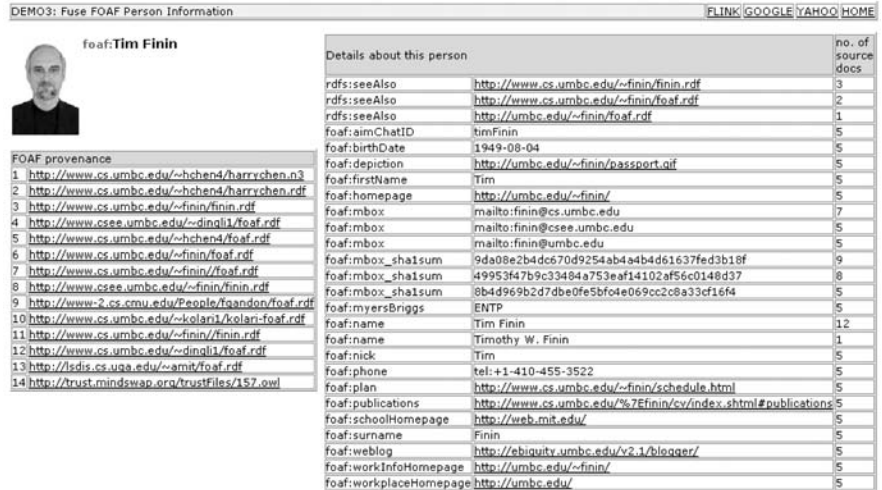 DEMO3: Fuse FOAF Person Information FLINK GOOGLE YAHOO HOME
foaf:Tim Finin
FOAF provenance
1 http://www.cs.umbc.edu/~hchen4/harrychen.n3
2 http://www.cs.umbc.edu/~hchen4/harrychen.rdf
3 http://www.cs.umbc.edu/~finin/finin.rdf
4 http://www.csee.umbc.edu/~dingli1/foaf.rdf
5 http://www.cs.umbc.edu/~hchen4/foaf.rdf
6 http://www.cs.umbc.edu/~finin/foaf.rdf
7 http://www.cs.umbc.edu/~finin//foaf.rdf
8 http://www.csee.umbc.edu/~finin/finin.rdf
9 http://www-2.cs.cmu.edu/People/fgandon/foaf.rdf
10 http://www.cs.umbc.edu/~kolari1/kolari-foaf.rdf
11 http://www.cs.umbc.edu/~finin//finin.rdf
12 http://www.cs.umbc.edu/~dingli1/foaf.rdf
13 http://lsdis.cs.uga.edu/~amit/foaf.rdf
14 http://trust.mindswap.org/trustFiles/157.owl
Details about this person no. of source docs
rdfs:seeAlso http://www.cs.umbc.edu/~finin/finin.rdf 3
rdfs:seeAlso http://www.cs.umbc.edu/~finin/foaf.rdf 2
rdfs:seeAlso http://umbc.edu/~finin/foaf.rdf 1
foaf:aimChatID timFinin 5
foaf:birthDate 1949-08-04 5
foaf:depiction http://umbc.edu/~finin/passport.gif 5
foaf:firstName Tim 5
foaf:homepage http://umbc.edu/~finin/ 5
foaf:mbox mailto:finin@cs.umbc.edu 7
foaf:mbox mailto:finin@csee.umbc.edu 5
foaf:mbox mailto:finin@umbc.edu 5
foaf:mbox_sha1sum 9da08e2b4dc670d9254ab4a4b4d61637fed3b18f 9
foaf:mbox_sha1sum 49953f47b9c33484a753eaf14102af56c0148d37 8
foaf:mbox_sha1sum 8b4d969b2d7dbe0fe5bfc4e069cc2c8a33cf16f4 5
foaf:myersBriggs ENTP 5
foaf:name Tim Finin 12
foaf:name Timothy W. Finin 1
foaf:nick Tim 5
foaf:phone tel:+1-410-455-3522 5
foaf:plan http://www.cs.umbc.edu/~finin/schedule.html 5
foaf:publications http://www.cs.umbc.edu/%7Efinin/cv/index.shtml#publications 5
foaf:schoolHomepage http://web.mit.edu/ 5
foaf:surname Finin 5
foaf:weblog http://ebiquity.umbc.edu/v2.1/blogger/ 5
foaf:workInfoHomepage http://umbc.edu/~finin/ 5
foaf:workplaceHomepage http://umbc.edu/ 5